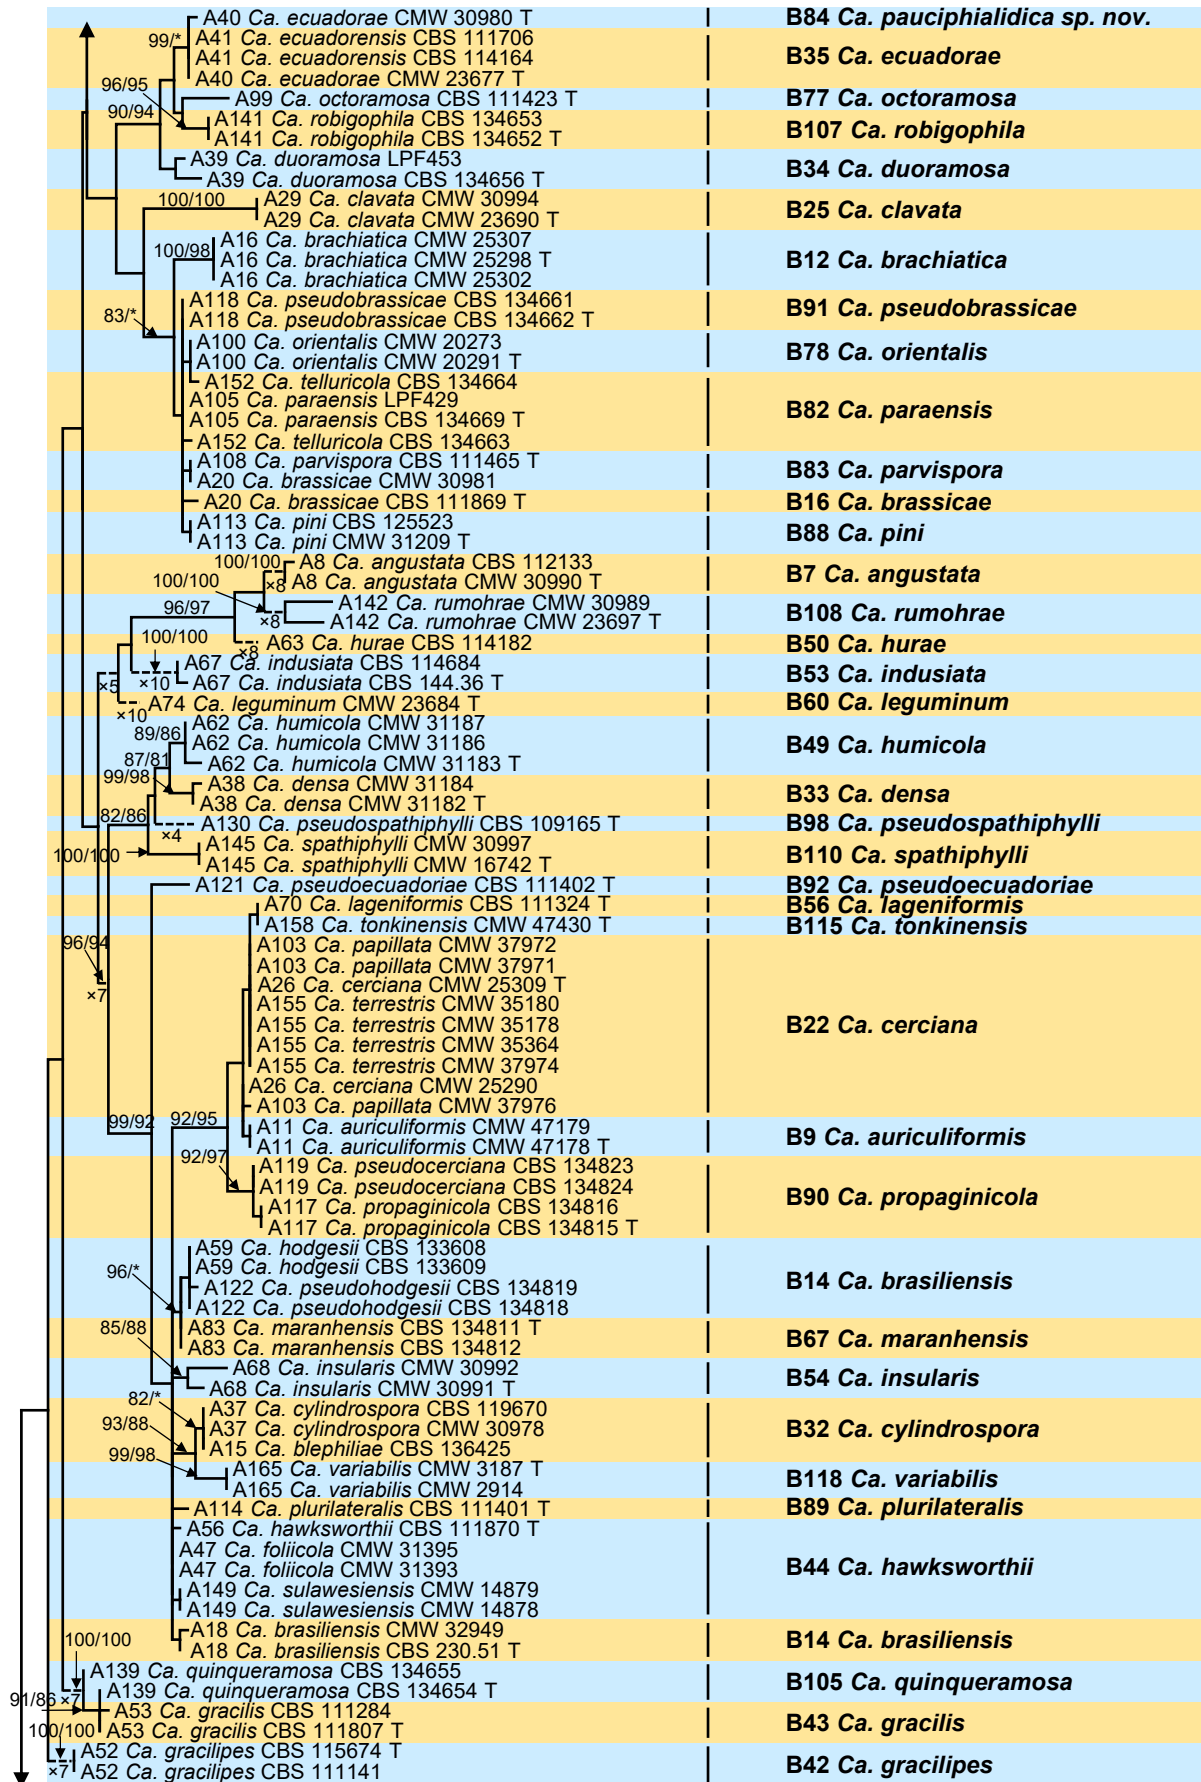 A40 Ca. ecuadorae CMW 30980 T
B84 Ca. pauciphialidica sp. nov.
99/*
A41 Ca. ecuadorensis CBS 111706
A41 Ca. ecuadorensis CBS 114164
B35 Ca. ecuadorae
A40 Ca. ecuadorae CMW 23677 T
96/95
A99 Ca. octoramosa CBS 111423 T
B77 Ca. octoramosa
90/94
A141 Ca. robigophila CBS 134653
A141 Ca. robigophila CBS 134652 T
B107 Ca. robigophila
A39 Ca. duoramosa LPF453
A39 Ca. duoramosa CBS 134656 T
B34 Ca. duoramosa
100/100
A29 Ca. clavata CMW 30994
A29 Ca. clavata CMW 23690 T
B25 Ca. clavata
100/98
A16 Ca. brachiatica CMW 25307
A16 Ca. brachiatica CMW 25298 T
A16 Ca. brachiatica CMW 25302
B12 Ca. brachiatica
83/*
A118 Ca. pseudobrassicae CBS 134661
A118 Ca. pseudobrassicae CBS 134662 T
B91 Ca. pseudobrassicae
A100 Ca. orientalis CMW 20273
A100 Ca. orientalis CMW 20291 T
B78 Ca. orientalis
A152 Ca. telluricola CBS 134664
A105 Ca. paraensis LPF429
A105 Ca. paraensis CBS 134669 T
A152 Ca. telluricola CBS 134663
B82 Ca. paraensis
A108 Ca. parvispora CBS 111465 T
A20 Ca. brassicae CMW 30981
B83 Ca. parvispora
A20 Ca. brassicae CBS 111869 T
B16 Ca. brassicae
A113 Ca. pini CBS 125523
A113 Ca. pini CMW 31209 T
B88 Ca. pini
100/100
×8
A8 Ca. angustata CBS 112133
A8 Ca. angustata CMW 30990 T
B7 Ca. angustata
100/100
×8
96/97
A142 Ca. rumohrae CMW 30989
A142 Ca. rumohrae CMW 23697 T
B108 Ca. rumohrae
×8
A63 Ca. hurae CBS 114182
B50 Ca. hurae
100/100
×5
×10
A67 Ca. indusiata CBS 114684
A67 Ca. indusiata CBS 144.36 T
B53 Ca. indusiata
×10
A74 Ca. leguminum CMW 23684 T
B60 Ca. leguminum
89/86
87/81
A62 Ca. humicola CMW 31187
A62 Ca. humicola CMW 31186
A62 Ca. humicola CMW 31183 T
B49 Ca. humicola
99/98
A38 Ca. densa CMW 31184
A38 Ca. densa CMW 31182 T
B33 Ca. densa
82/86
×4
A130 Ca. pseudospathiphylli CBS 109165 T
B98 Ca. pseudospathiphylli
100/100
A145 Ca. spathiphylli CMW 30997
A145 Ca. spathiphylli CMW 16742 T
B110 Ca. spathiphylli
A121 Ca. pseudoecuadoriae CBS 111402 T
B92 Ca. pseudoecuadoriae
A70 Ca. lageniformis CBS 111324 T
B56 Ca. lageniformis
A158 Ca. tonkinensis CMW 47430 T
B115 Ca. tonkinensis
96/94
×7
A103 Ca. papillata CMW 37972
A103 Ca. papillata CMW 37971
A26 Ca. cerciana CMW 25309 T
A155 Ca. terrestris CMW 35180
A155 Ca. terrestris CMW 35178
A155 Ca. terrestris CMW 35364
A155 Ca. terrestris CMW 37974
A26 Ca. cerciana CMW 25290
A103 Ca. papillata CMW 37976
B22 Ca. cerciana
99/92
92/95
A11 Ca. auriculiformis CMW 47179
A11 Ca. auriculiformis CMW 47178 T
B9 Ca. auriculiformis
92/97
A119 Ca. pseudocerciana CBS 134823
A119 Ca. pseudocerciana CBS 134824
A117 Ca. propaginicola CBS 134816
A117 Ca. propaginicola CBS 134815 T
B90 Ca. propaginicola
96/*
A59 Ca. hodgesii CBS 133608
A59 Ca. hodgesii CBS 133609
A122 Ca. pseudohodgesii CBS 134819
A122 Ca. pseudohodgesii CBS 134818
B14 Ca. brasiliensis
A83 Ca. maranhensis CBS 134811 T
A83 Ca. maranhensis CBS 134812
B67 Ca. maranhensis
85/88
A68 Ca. insularis CMW 30992
A68 Ca. insularis CMW 30991 T
B54 Ca. insularis
82/*
93/88
A37 Ca. cylindrospora CBS 119670
A37 Ca. cylindrospora CMW 30978
A15 Ca. blephiliae CBS 136425
B32 Ca. cylindrospora
99/98
A165 Ca. variabilis CMW 3187 T
A165 Ca. variabilis CMW 2914
B118 Ca. variabilis
A114 Ca. plurilateralis CBS 111401 T
B89 Ca. plurilateralis
A56 Ca. hawksworthii CBS 111870 T
A47 Ca. foliicola CMW 31395
A47 Ca. foliicola CMW 31393
A149 Ca. sulawesiensis CMW 14879
A149 Ca. sulawesiensis CMW 14878
B44 Ca. hawksworthii
A18 Ca. brasiliensis CMW 32949
A18 Ca. brasiliensis CBS 230.51 T
B14 Ca. brasiliensis
100/100
×7
A139 Ca. quinqueramosa CBS 134655
A139 Ca. quinqueramosa CBS 134654 T
B105 Ca. quinqueramosa
91/86
A53 Ca. gracilis CBS 111284
A53 Ca. gracilis CBS 111807 T
B43 Ca. gracilis
100/100
×7
A52 Ca. gracilipes CBS 115674 T
A52 Ca. gracilipes CBS 111141
B42 Ca. gracilipes